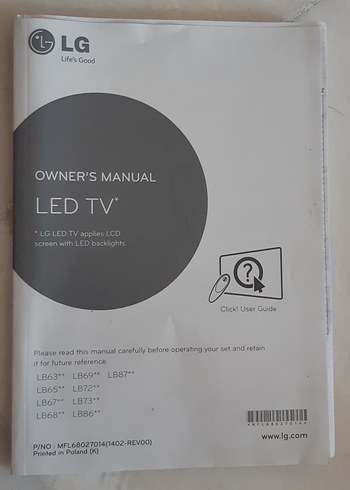 LG
Life's Good
OWNER'S MANUAL
LED TV*
* LG LED TV applies LCD
screen with LED backlights.
?
Click! User Guide
Please read this manual carefully before operating your set and retain
it for future reference.
LB63** LB69** LB87**
LB65** LB72**
LB67** LB73**
LB68** LB86**
*MFL68027014*
www.lg.com
P/NO : MFL68027014(1402-REV00)
Printed in Poland (K)